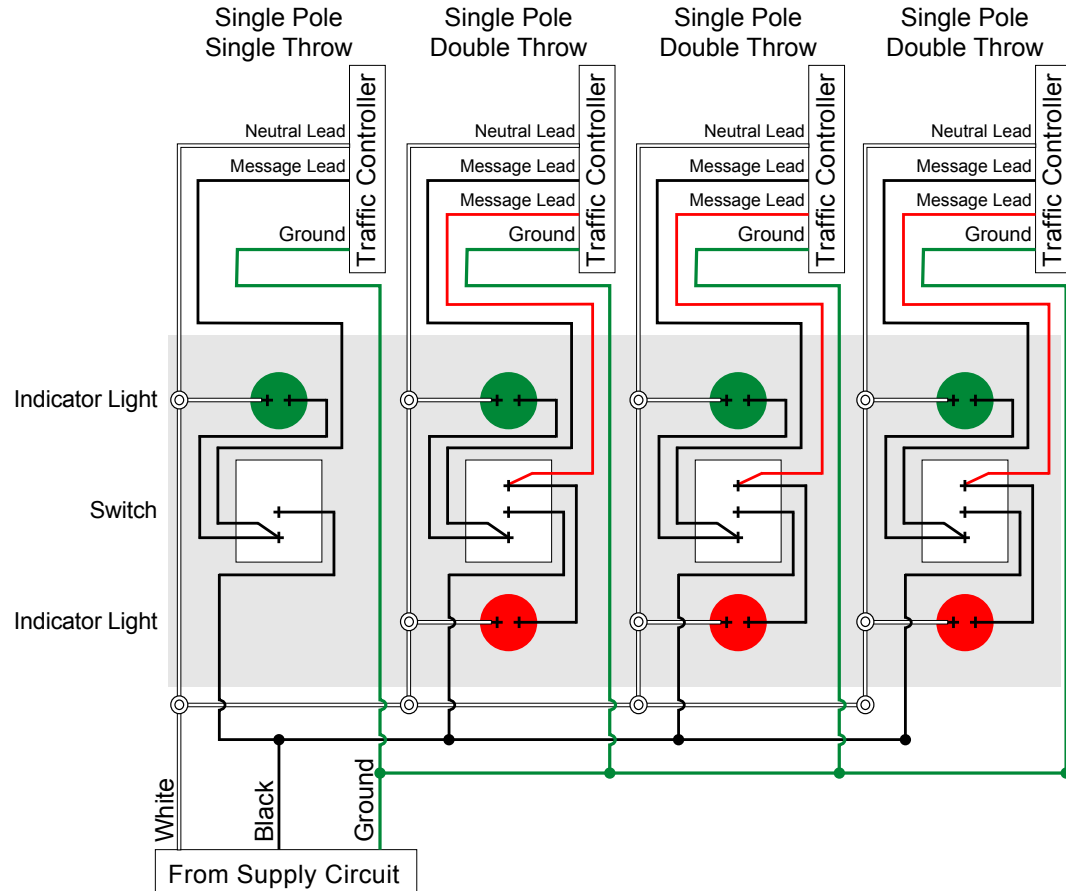 Single Pole
Single Throw
Single Pole
Double Throw
Single Pole
Double Throw
Single Pole
Double Throw
Neutral Lead
Message Lead
Ground
Traffic Controller
Neutral Lead
Message Lead
Message Lead
Ground
Traffic Controller
Neutral Lead
Message Lead
Message Lead
Ground
Traffic Controller
Neutral Lead
Message Lead
Message Lead
Ground
Traffic Controller
Indicator Light
Switch
Indicator Light
White
Black
Ground
From Supply Circuit